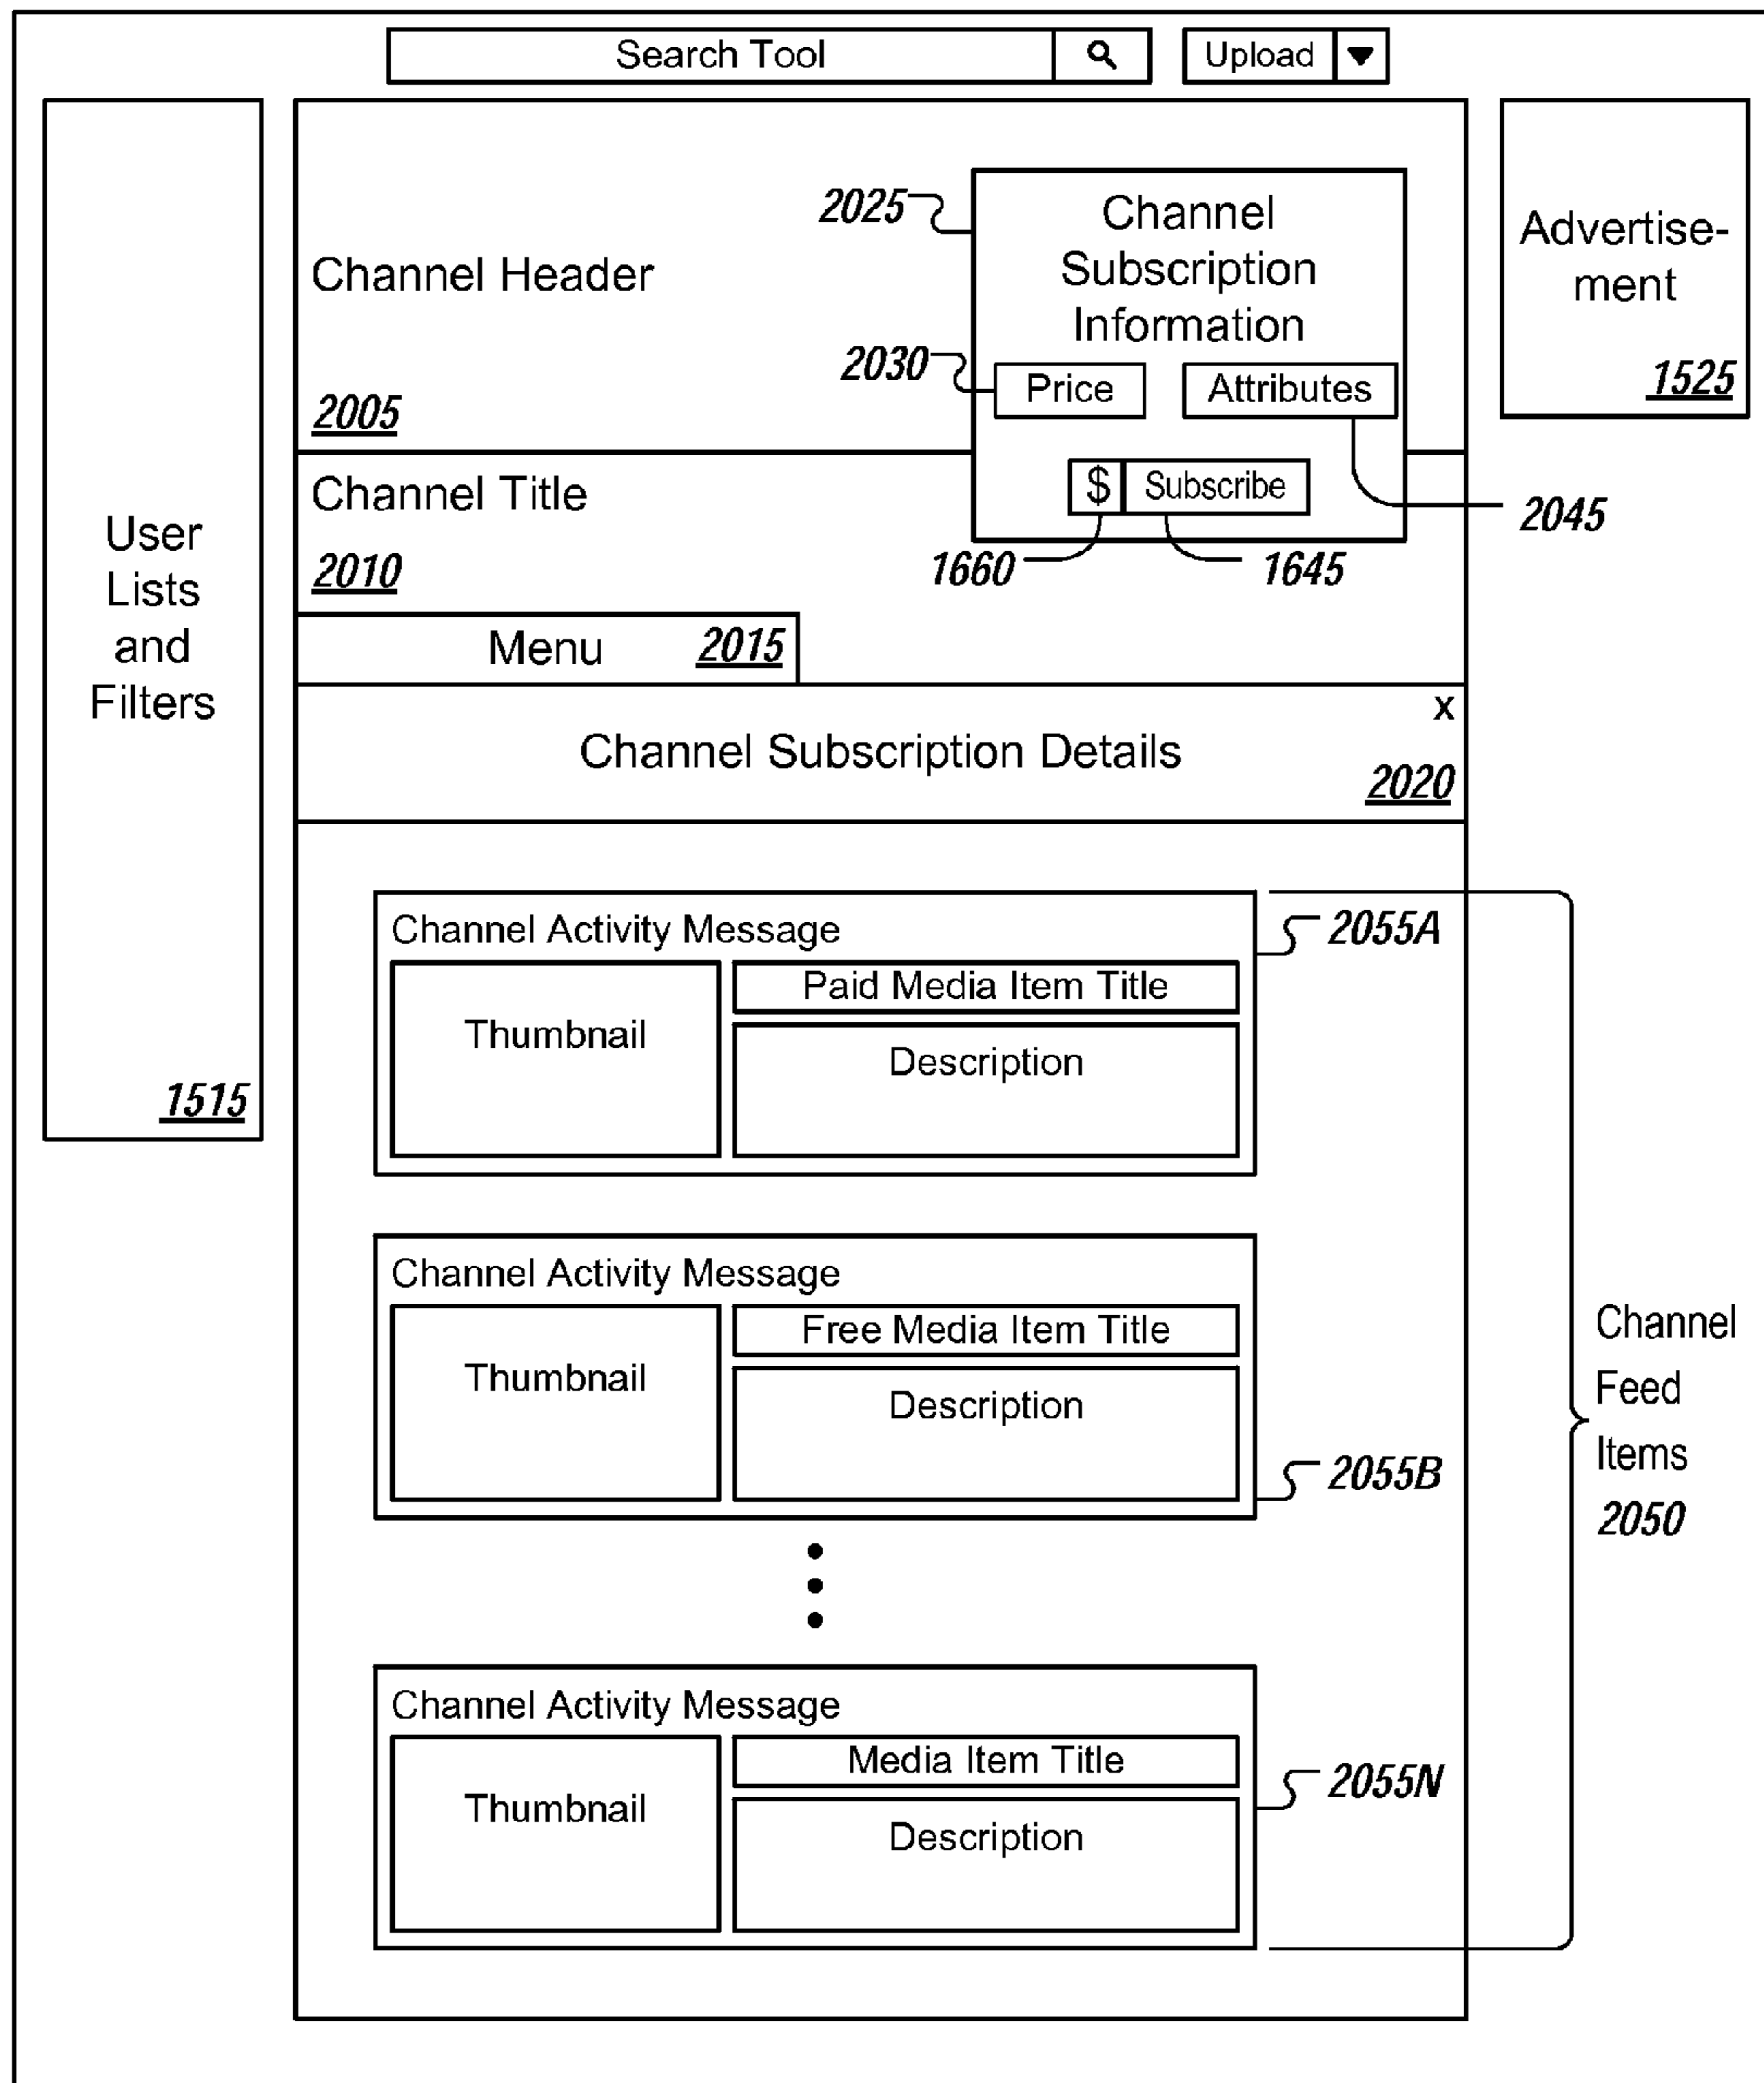 Search Tool
Upload
User
Lists
and
Filters
1515
Channel Header
2005
2025
Channel
Subscription
Information
2030
Price
Attributes
$
Subscribe
2045
1660
1645
Advertise-
ment
1525
Channel Title
2010
Menu
2015
x
Channel Subscription Details
2020
Channel Activity Message
2055A
Thumbnail
Paid Media Item Title
Description
Channel Activity Message
Thumbnail
Free Media Item Title
Description
2055B
Channel Activity Message
Thumbnail
Media Item Title
Description
2055N
Channel
Feed
Items
2050